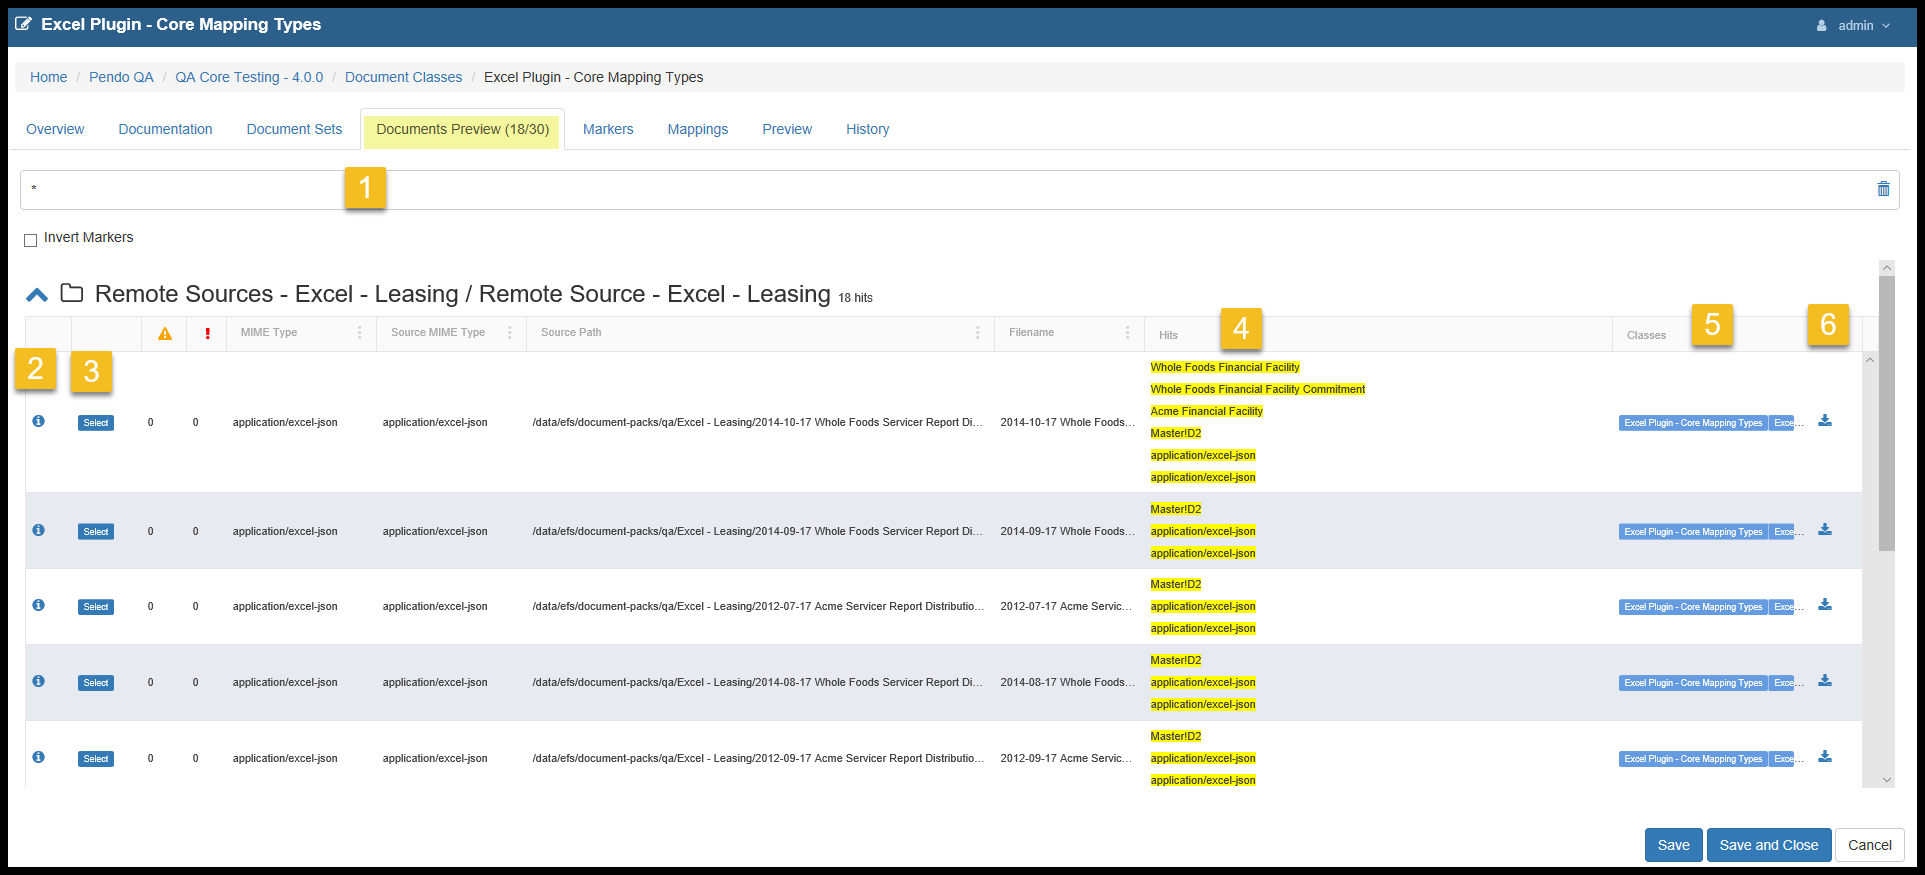 Excel Plugin - Core Mapping Types
admin
Home / Pendo QA / QA Core Testing - 4.0.0 / Document Classes / Excel Plugin - Core Mapping Types
Overview Documentation Document Sets Documents Preview (18/30) Markers Mappings Preview History
* 1
Invert Markers
Remote Sources - Excel - Leasing / Remote Source - Excel - Leasing 18 hits
MIME Type Source MIME Type Source Path Filename Hits 4 Classes 5 6
2 3
Whole Foods Financial Facility
Whole Foods Financial Facility Commitment
Acme Financial Facility
Select 0 0 application/excel-json application/excel-json /data/efs/document-packs/qa/Excel - Leasing/2014-10-17 Whole Foods Servicer Report Di... 2014-10-17 Whole Foods... Excel Plugin - Core Mapping Types Exce...
Master!D2
application/excel-json
application/excel-json
Master!D2
Select 0 0 application/excel-json application/excel-json /data/efs/document-packs/qa/Excel - Leasing/2014-09-17 Whole Foods Servicer Report Di... 2014-09-17 Whole Foods... application/excel-json Excel Plugin - Core Mapping Types Exce...
application/excel-json
Master!D2
Select 0 0 application/excel-json application/excel-json /data/efs/document-packs/qa/Excel - Leasing/2012-07-17 Acme Servicer Report Distributio... 2012-07-17 Acme Servic... application/excel-json Excel Plugin - Core Mapping Types Exce...
application/excel-json
Master!D2
Select 0 0 application/excel-json application/excel-json /data/efs/document-packs/qa/Excel - Leasing/2014-08-17 Whole Foods Servicer Report Di... 2014-08-17 Whole Foods... application/excel-json Excel Plugin - Core Mapping Types Exce...
application/excel-json
Master!D2
Select 0 0 application/excel-json application/excel-json /data/efs/document-packs/qa/Excel - Leasing/2012-09-17 Acme Servicer Report Distributio... 2012-09-17 Acme Servic... application/excel-json Excel Plugin - Core Mapping Types Exce...
application/excel-json
Save Save and Close Cancel